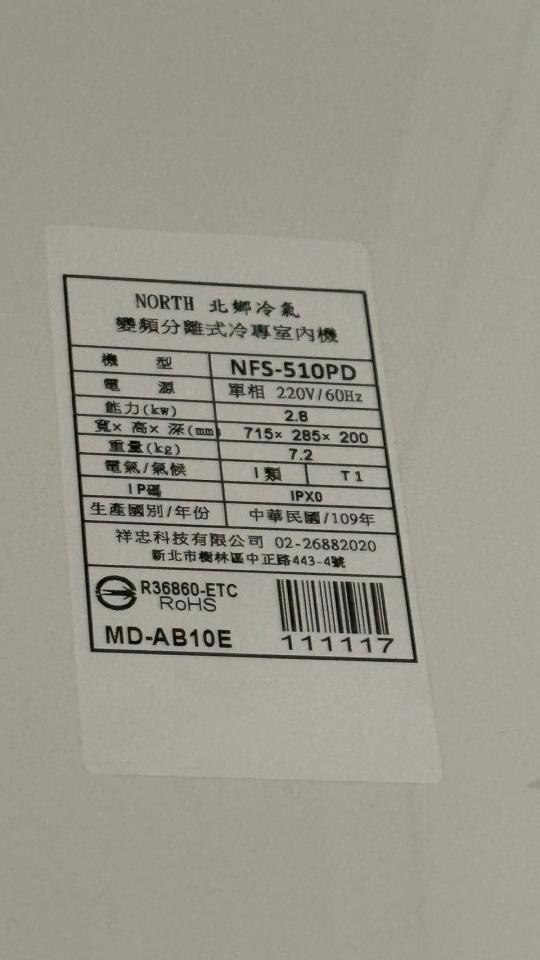 NORTH 北鄉冷氣
變頻分離式冷專室內機
機 型 NFS-510PD
電 源 單相 220V/60Hz
能力(kw) 2.8
寬× 高× 深(mm) 715× 285× 200
重量(kg) 7.2
電氣/氣候 I 類 T1
IP碼 IPX0
生產國別/年份 中華民國/109年
祥忠科技有限公司 02-26882020
新北市樹林區中正路443-4號
R36860-ETC
RoHS
MD-AB10E
111117